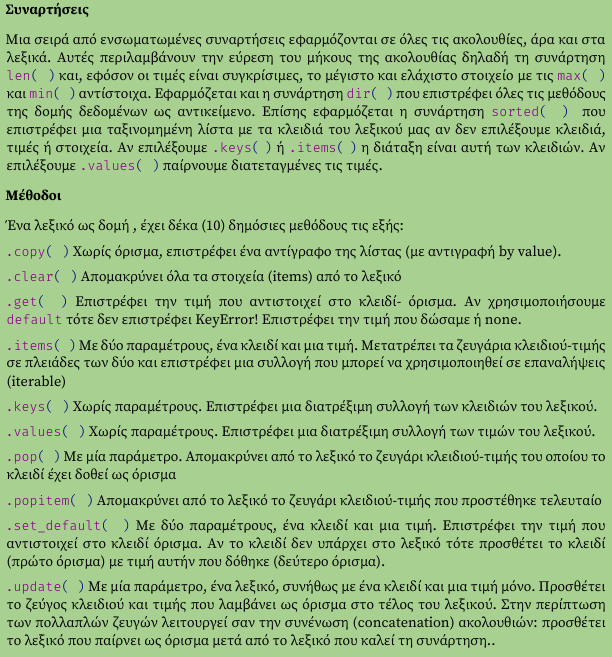 Συναρτήσεις
Μια σειρά από ενσωματωμένες συναρτήσεις εφαρμόζονται σε όλες τις ακολουθίες, άρα και στα
λεξικά. Αυτές περιλαμβάνουν την εύρεση του μήκους της ακολουθίας δηλαδή τη συνάρτηση
len( ) και, εφόσον οι τιμές είναι συγκρίσιμες, το μέγιστο και ελάχιστο στοιχείο με τις max( )
και min( ) αντίστοιχα. Εφαρμόζεται και η συνάρτηση dir( ) που επιστρέφει όλες τις μεθόδους
της δομής δεδομένων ως αντικείμενο. Επίσης εφαρμόζεται η συνάρτηση sorted( ) που
επιστρέφει μια ταξινομημένη λίστα με τα κλειδιά του λεξικού μας αν δεν επιλέξουμε κλειδιά,
τιμές ή στοιχεία. Αν επιλέξουμε .keys( ) ή .items( ) η διάταξη είναι αυτή των κλειδιών. Αν
επιλέξουμε .values( ) παίρνουμε διατεταγμένες τις τιμές.
Μέθοδοι
Ένα λεξικό ως δομή , έχει δέκα (10) δημόσιες μεθόδους τις εξής:
.copy( ) Χωρίς όρισμα, επιστρέφει ένα αντίγραφο της λίστας (με αντιγραφή by value).
.clear( ) Απομακρύνει όλα τα στοιχεία (items) από το λεξικό
.get( ) Επιστρέφει την τιμή που αντιστοιχεί στο κλειδί- όρισμα. Αν χρησιμοποιήσουμε
default τότε δεν επιστρέφει KeyError! Επιστρέφει την τιμή που δώσαμε ή none.
.items( ) Με δύο παραμέτρους, ένα κλειδί και μια τιμή. Μετατρέπει τα ζευγάρια κλειδιού-τιμής
σε πλειάδες των δύο και επιστρέφει μια συλλογή που μπορεί να χρησιμοποιηθεί σε επαναλήψεις
(iterable)
.keys( ) Χωρίς παραμέτρους. Επιστρέφει μια διατρέξιμη συλλογή των κλειδιών του λεξικού.
.values( ) Χωρίς παραμέτρους. Επιστρέφει μια διατρέξιμη συλλογή των τιμών του λεξικού.
.pop( ) Με μία παράμετρο. Απομακρύνει από το λεξικό το ζευγάρι κλειδιού-τιμής του οποίου το
κλειδί έχει δοθεί ως όρισμα
.popitem( ) Απομακρύνει από το λεξικό το ζευγάρι κλειδιού-τιμής που προστέθηκε τελευταίο
.set_default( ) Με δύο παραμέτρους, ένα κλειδί και μια τιμή. Επιστρέφει την τιμή που
αντιστοιχεί στο κλειδί όρισμα. Αν το κλειδί δεν υπάρχει στο λεξικό τότε προσθέτει το κλειδί
(πρώτο όρισμα) με τιμή αυτήν που δόθηκε (δεύτερο όρισμα).
.update( ) Με μία παράμετρο, ένα λεξικό, συνήθως με ένα κλειδί και μια τιμή μόνο. Προσθέτει
το ζεύγος κλειδιού και τιμής που λαμβάνει ως όρισμα στο τέλος του λεξικού. Στην περίπτωση
των πολλαπλών ζευγών λειτουργεί σαν την συνένωση (concatenation) ακολουθιών: προσθέτει
το λεξικό που παίρνει ως όρισμα μετά από το λεξικό που καλεί τη συνάρτηση..